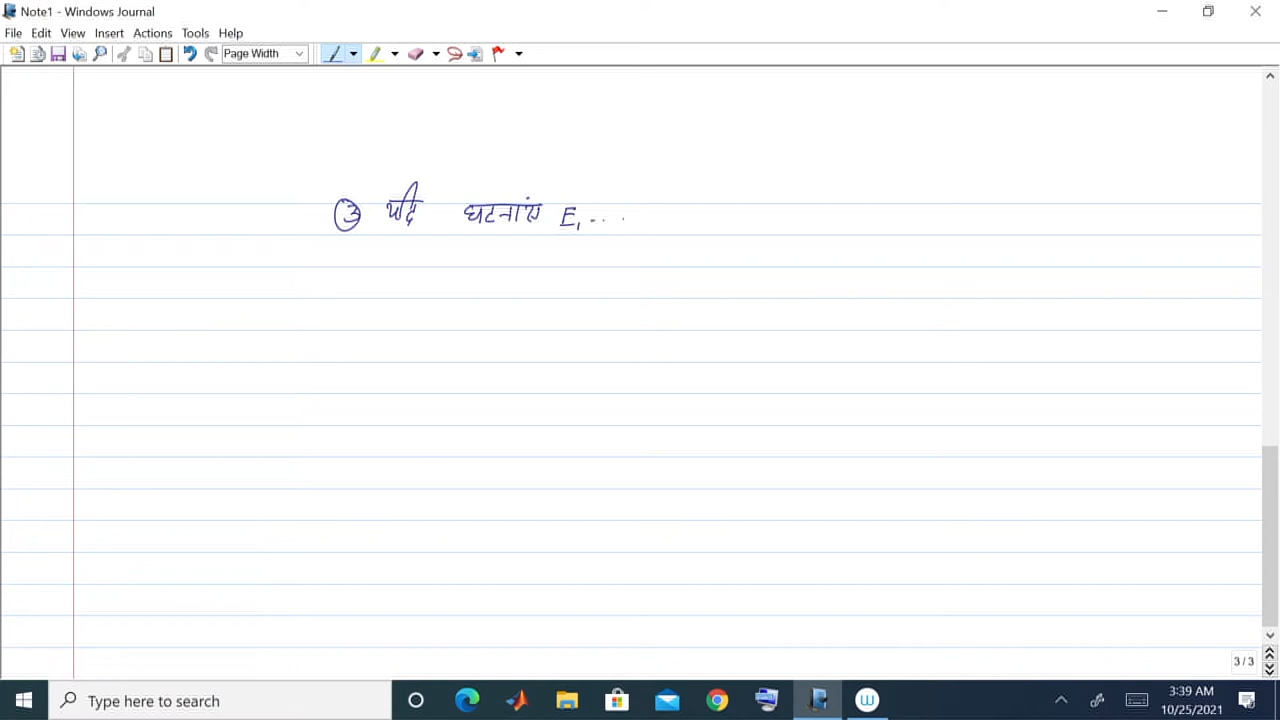 Note1 - Windows Journal
File Edit View Insert Actions Tools Help
Page Width
③ यदि घटनाएं E₁ ...
3 / 3
Type here to search
W
3:39 AM
10/25/2021